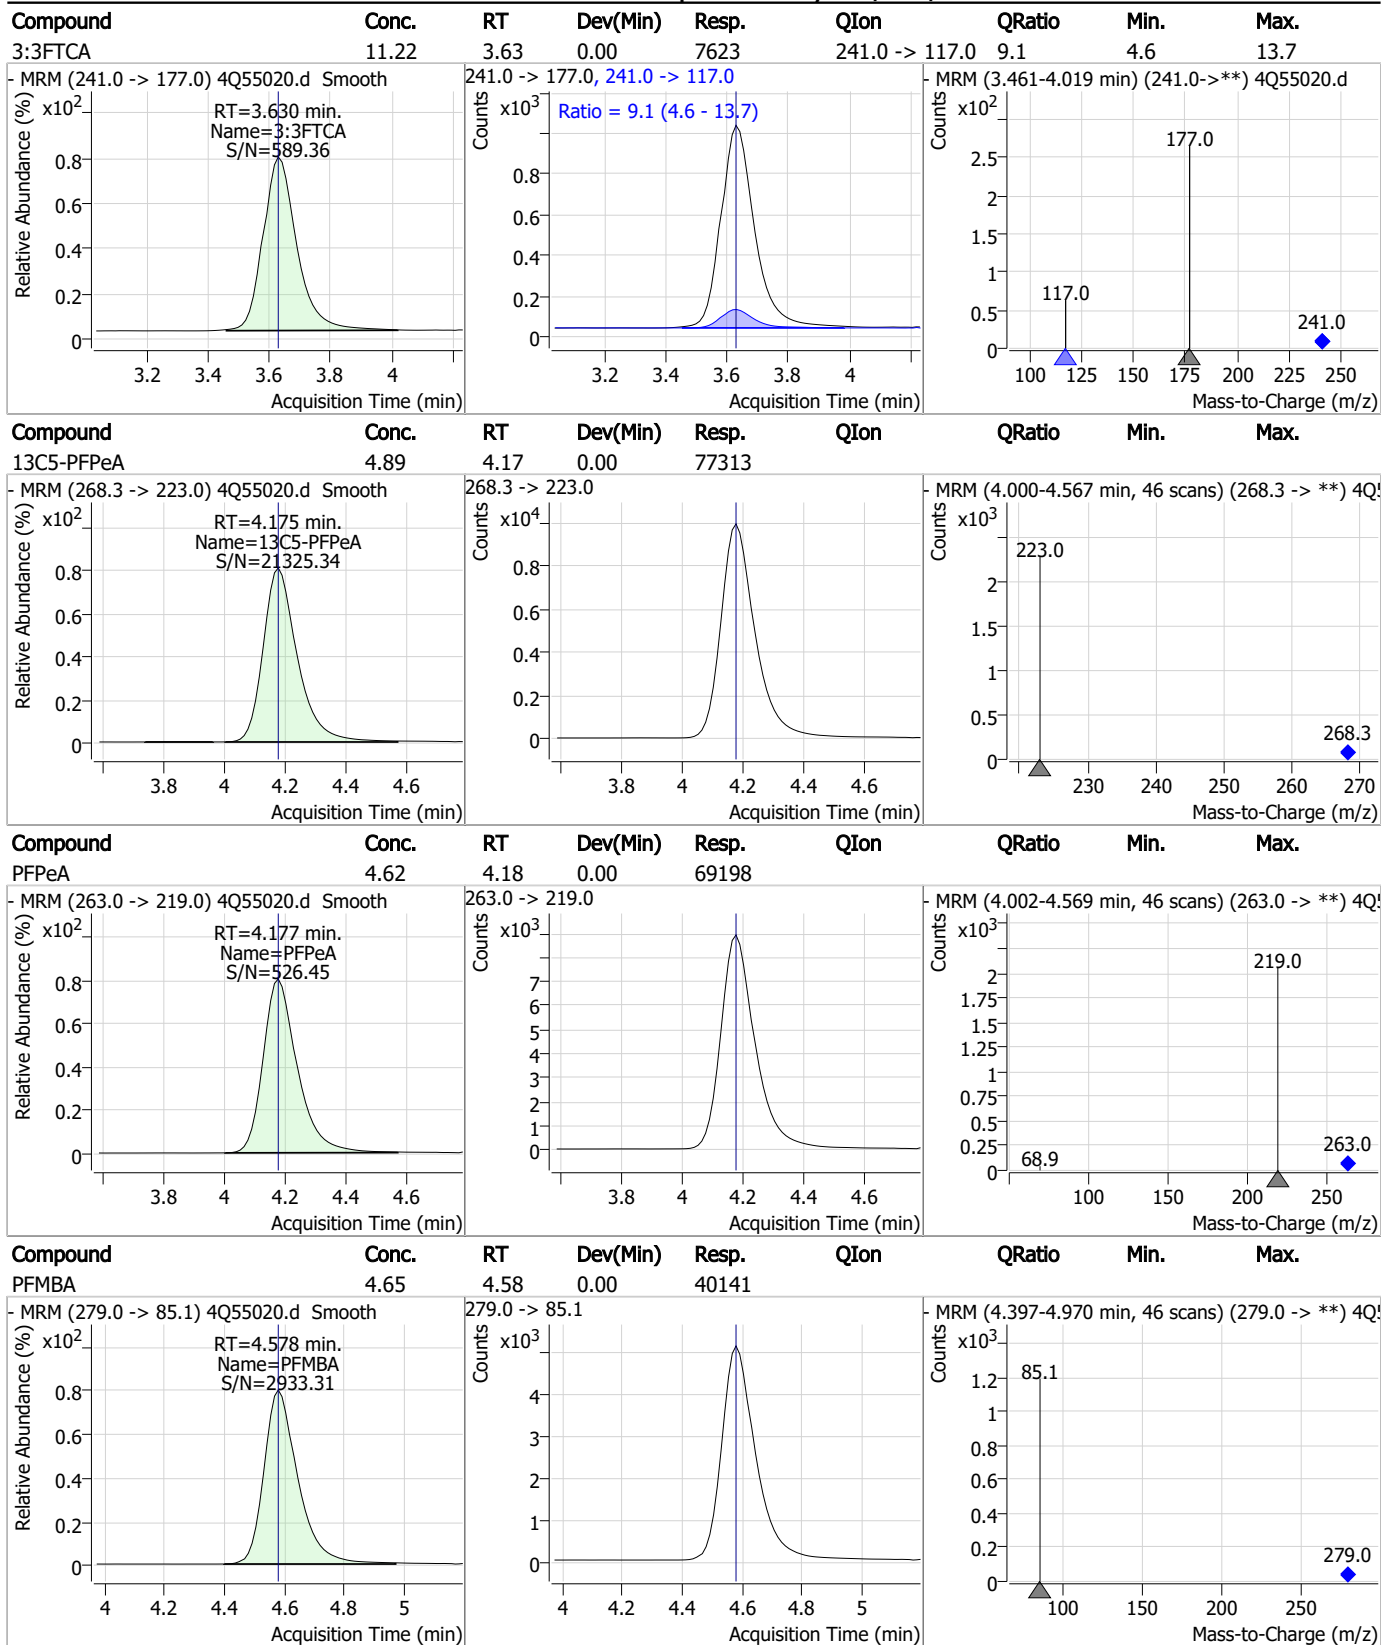 Compound Conc. RT Dev(Min) Resp. QIon QRatio Min. Max.
3:3FTCA 11.22 3.63 0.00 7623 241.0 -> 117.0 9.1 4.6 13.7
- MRM (241.0 -> 177.0) 4Q55020.d Smooth
Relative Abundance (%)
x10²
RT=3.630 min.
Name=3:3FTCA
S/N=589.36
0.8
0.6
0.4
0.2
0
3.2 3.4 3.6 3.8 4
Acquisition Time (min)
241.0 -> 177.0, 241.0 -> 117.0
Counts
x10³
Ratio = 9.1 (4.6 - 13.7)
0.8
0.6
0.4
0.2
0
3.2 3.4 3.6 3.8 4
Acquisition Time (min)
- MRM (3.461-4.019 min) (241.0->**) 4Q55020.d
Counts
x10²
177.0
2.5
2
1.5
1
117.0
0.5
241.0
0
100 125 150 175 200 225 250
Mass-to-Charge (m/z)
Compound Conc. RT Dev(Min) Resp. QIon QRatio Min. Max.
13C5-PFPeA 4.89 4.17 0.00 77313
- MRM (268.3 -> 223.0) 4Q55020.d Smooth
Relative Abundance (%)
x10²
RT=4.175 min.
Name=13C5-PFPeA
S/N=21325.34
0.8
0.6
0.4
0.2
0
3.8 4 4.2 4.4 4.6
Acquisition Time (min)
268.3 -> 223.0
Counts
x10⁴
0.8
0.6
0.4
0.2
0
3.8 4 4.2 4.4 4.6
Acquisition Time (min)
- MRM (4.000-4.567 min, 46 scans) (268.3 -> **) 4Q5
Counts
x10³
223.0
2
1.5
1
0.5
268.3
0
230 240 250 260 270
Mass-to-Charge (m/z)
Compound Conc. RT Dev(Min) Resp. QIon QRatio Min. Max.
PFPeA 4.62 4.18 0.00 69198
- MRM (263.0 -> 219.0) 4Q55020.d Smooth
Relative Abundance (%)
x10²
RT=4.177 min.
Name=PFPeA
S/N=526.45
0.8
0.6
0.4
0.2
0
3.8 4 4.2 4.4 4.6
Acquisition Time (min)
263.0 -> 219.0
Counts
x10³
7
6
5
4
3
2
1
0
3.8 4 4.2 4.4 4.6
Acquisition Time (min)
- MRM (4.002-4.569 min, 46 scans) (263.0 -> **) 4Q5
Counts
x10³
219.0
2
1.75
1.5
1.25
1
0.75
0.5
0.25
0
68.9
263.0
100 150 200 250
Mass-to-Charge (m/z)
Compound Conc. RT Dev(Min) Resp. QIon QRatio Min. Max.
PFMBA 4.65 4.58 0.00 40141
- MRM (279.0 -> 85.1) 4Q55020.d Smooth
Relative Abundance (%)
x10²
RT=4.578 min.
Name=PFMBA
S/N=2933.31
0.8
0.6
0.4
0.2
0
4 4.2 4.4 4.6 4.8 5
Acquisition Time (min)
279.0 -> 85.1
Counts
x10³
4
3
2
1
0
4 4.2 4.4 4.6 4.8 5
Acquisition Time (min)
- MRM (4.397-4.970 min, 46 scans) (279.0 -> **) 4Q5
Counts
x10³
85.1
1.2
1
0.8
0.6
0.4
0.2
279.0
0
100 150 200 250
Mass-to-Charge (m/z)